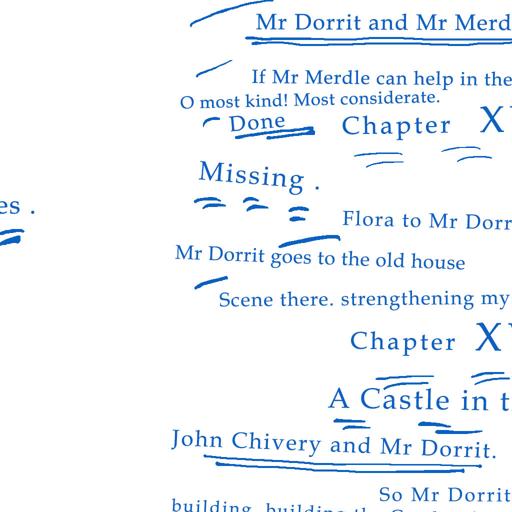 Mr Dorrit and Mr Merd
If Mr Merdle can help in the
O most kind! Most considerate.
Done
Chapter X
Missing .
es .
Flora to Mr Dorr
Mr Dorrit goes to the old house
Scene there. strengthening my
Chapter X
A Castle in t
John Chivery and Mr Dorrit.
So Mr Dorrit
building, building the